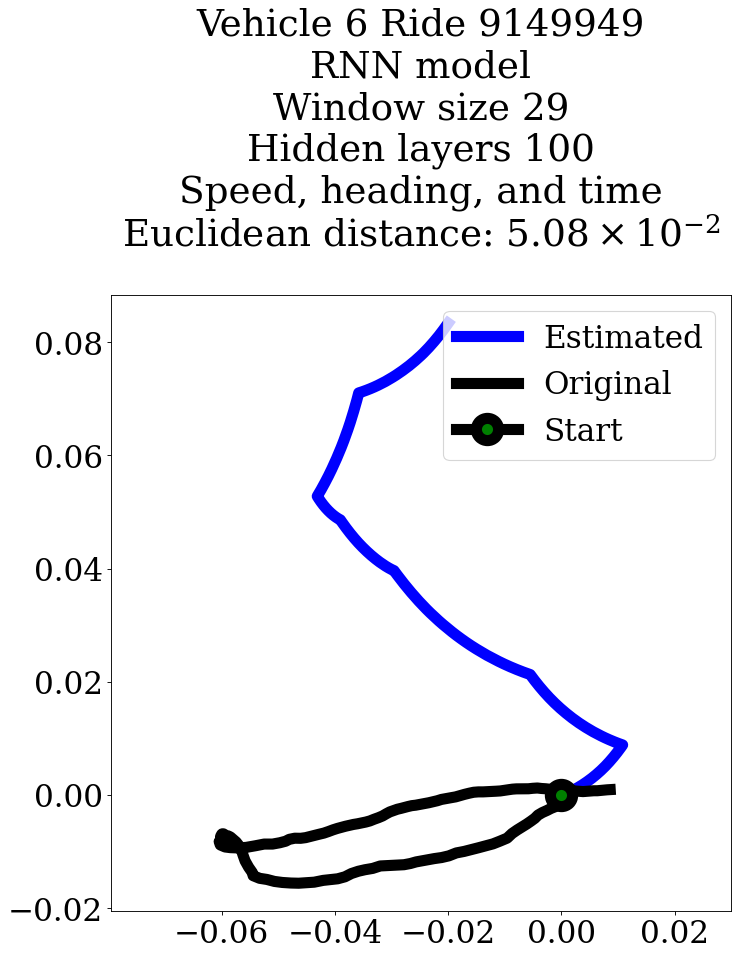 Vehicle 6 Ride 9149949
RNN model
Window size 29
Hidden layers 100
Speed, heading, and time
Euclidean distance: 5.08 × 10⁻²
Estimated
Original
Start
0.08
0.06
0.04
0.02
0.00
−0.02
−0.06 −0.04 −0.02 0.00 0.02